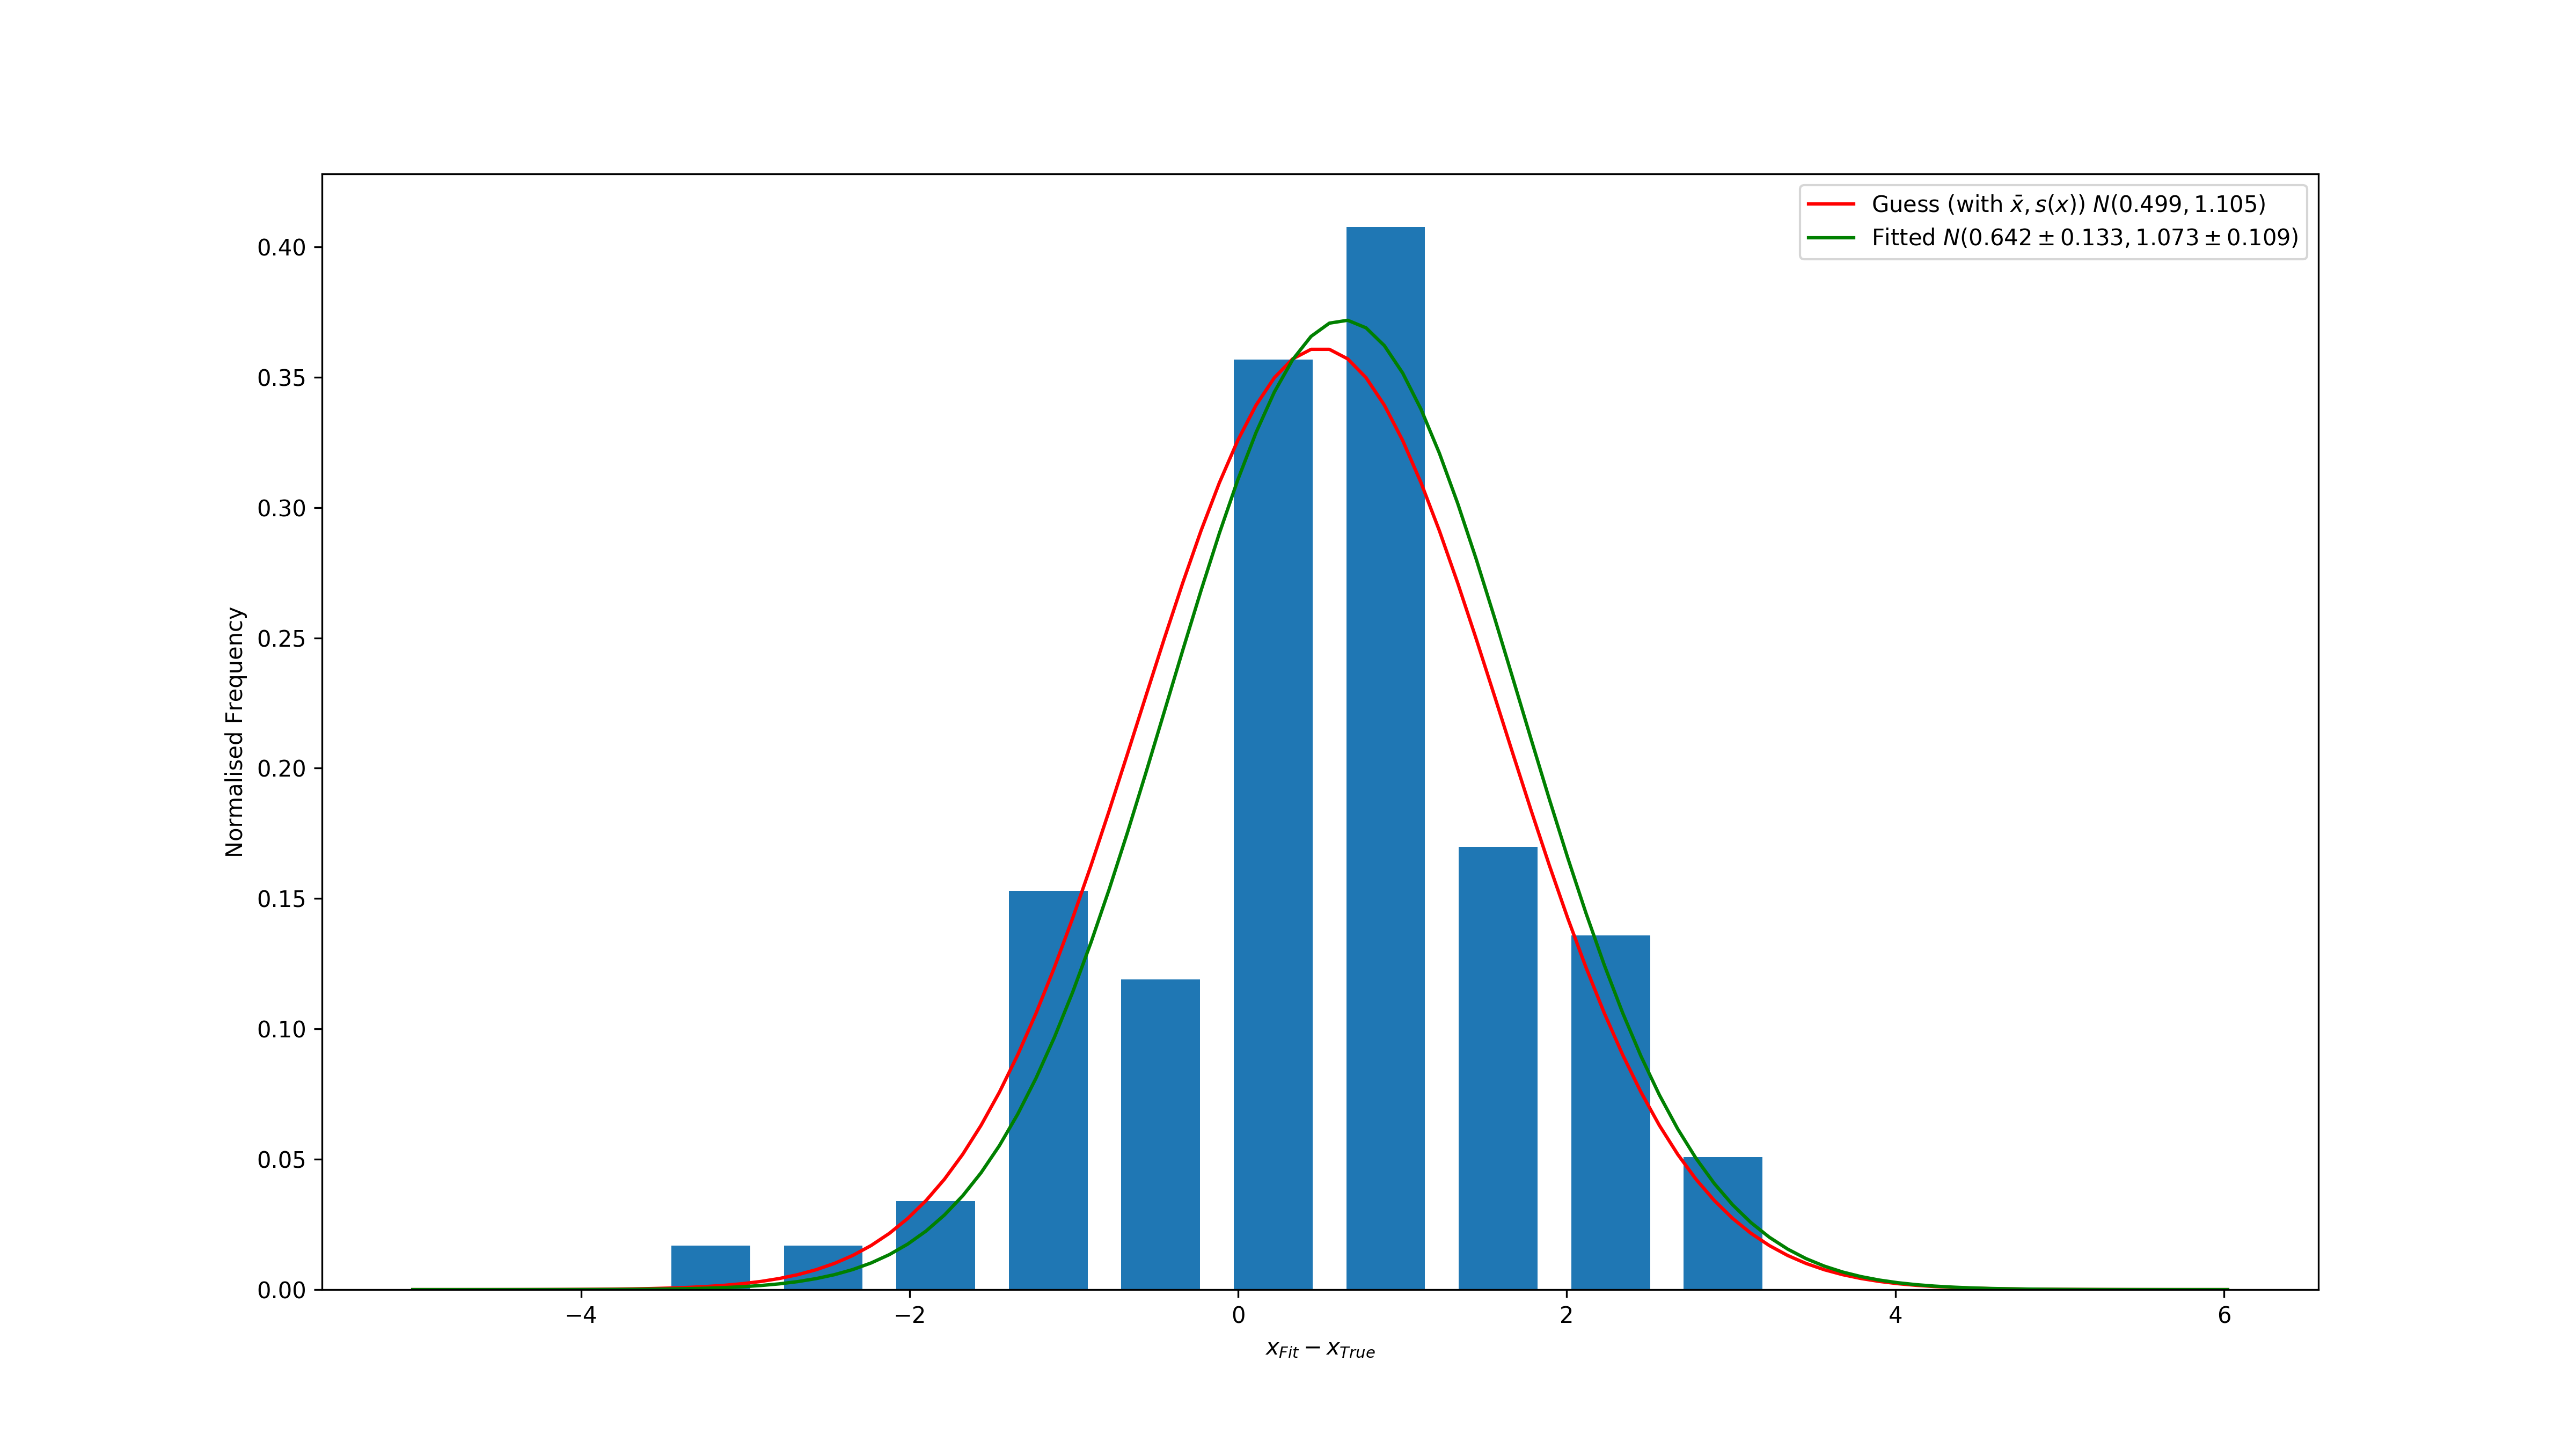 Guess (with x̄, s(x)) N(0.499, 1.105)
Fitted N(0.642 ± 0.133, 1.073 ± 0.109)
0.40
0.35
0.30
0.25
0.20
0.15
0.10
0.05
0.00
Normalised Frequency
−4 −2 0 2 4 6
x_Fit − x_True